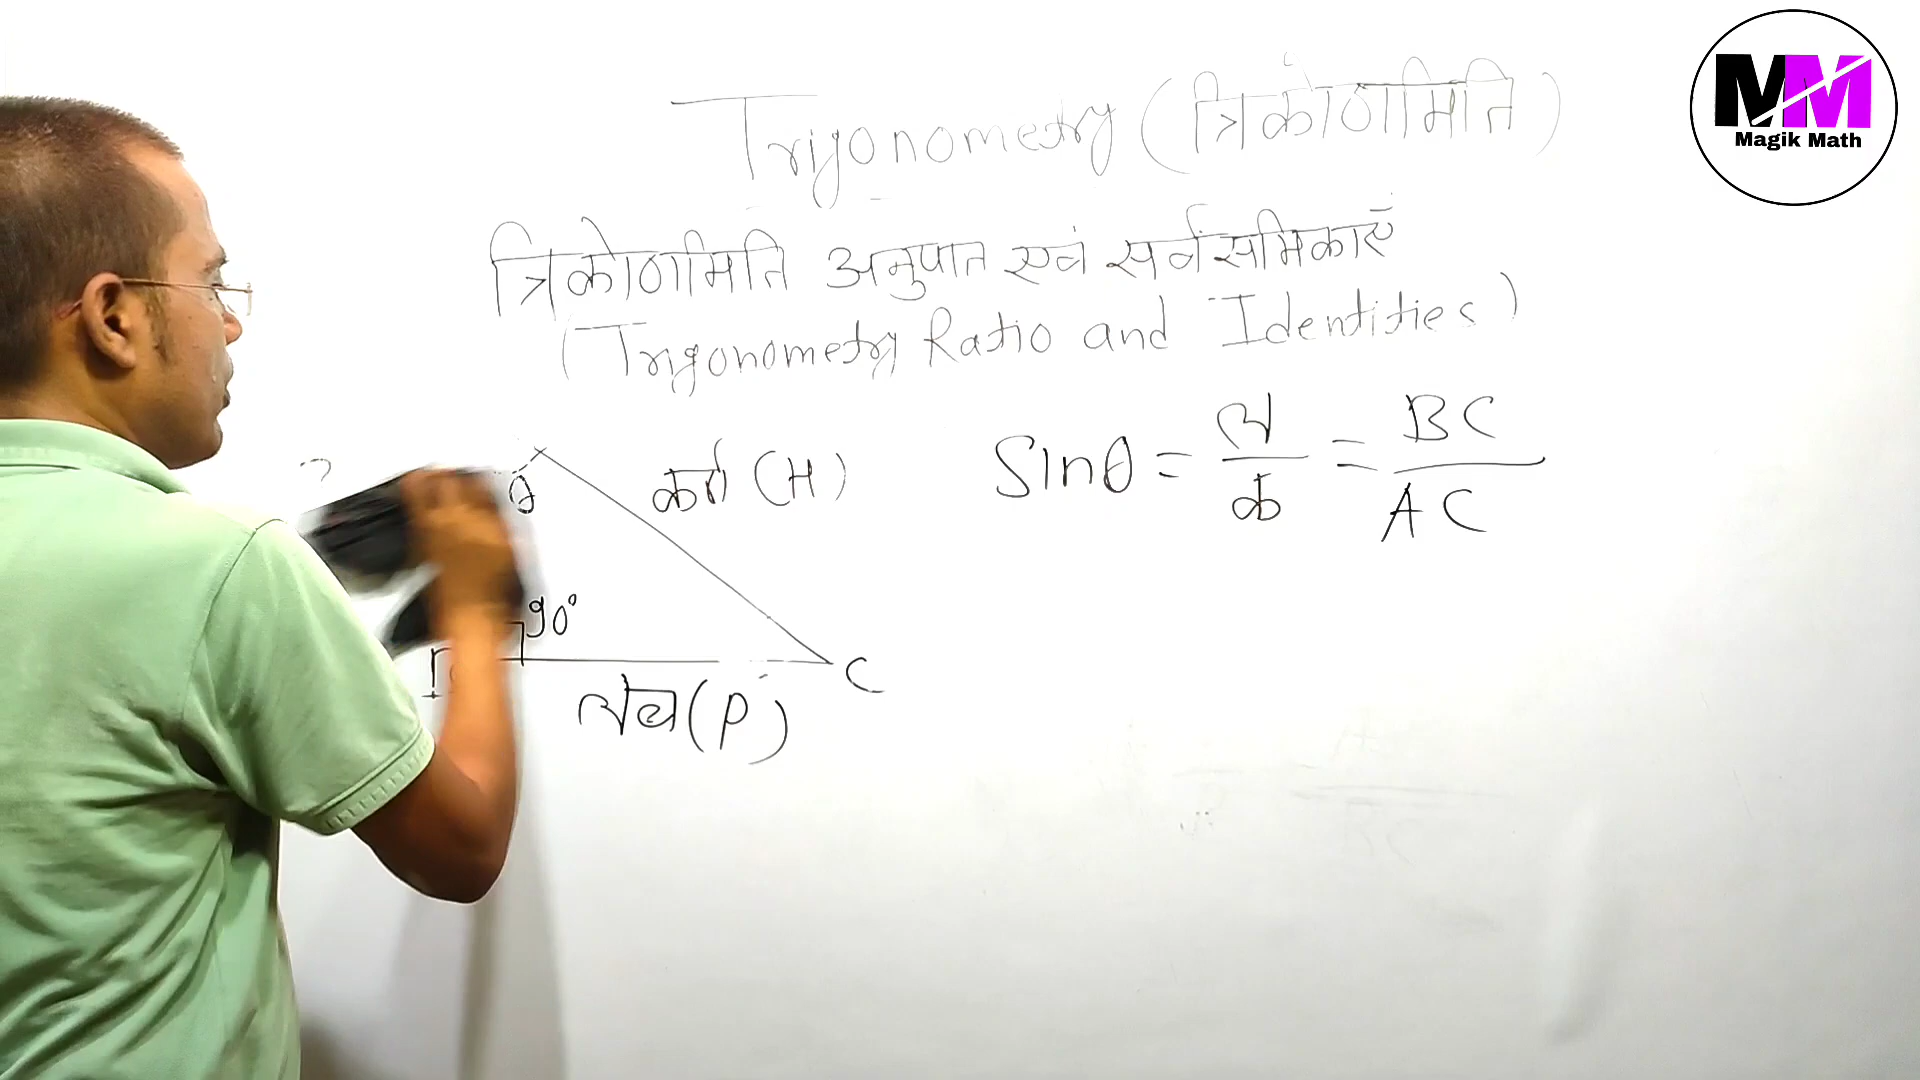 MM
Magik Math
Trigonometry (त्रिकोणमिति)
त्रिकोणमिति अनुपात एवं सर्वसमिकाएँ
(Trigonometry Ratio and Identities)
Sinθ = ल/क = BC/AC
θ
कर्ण (H)
90°
C
लंब (P)